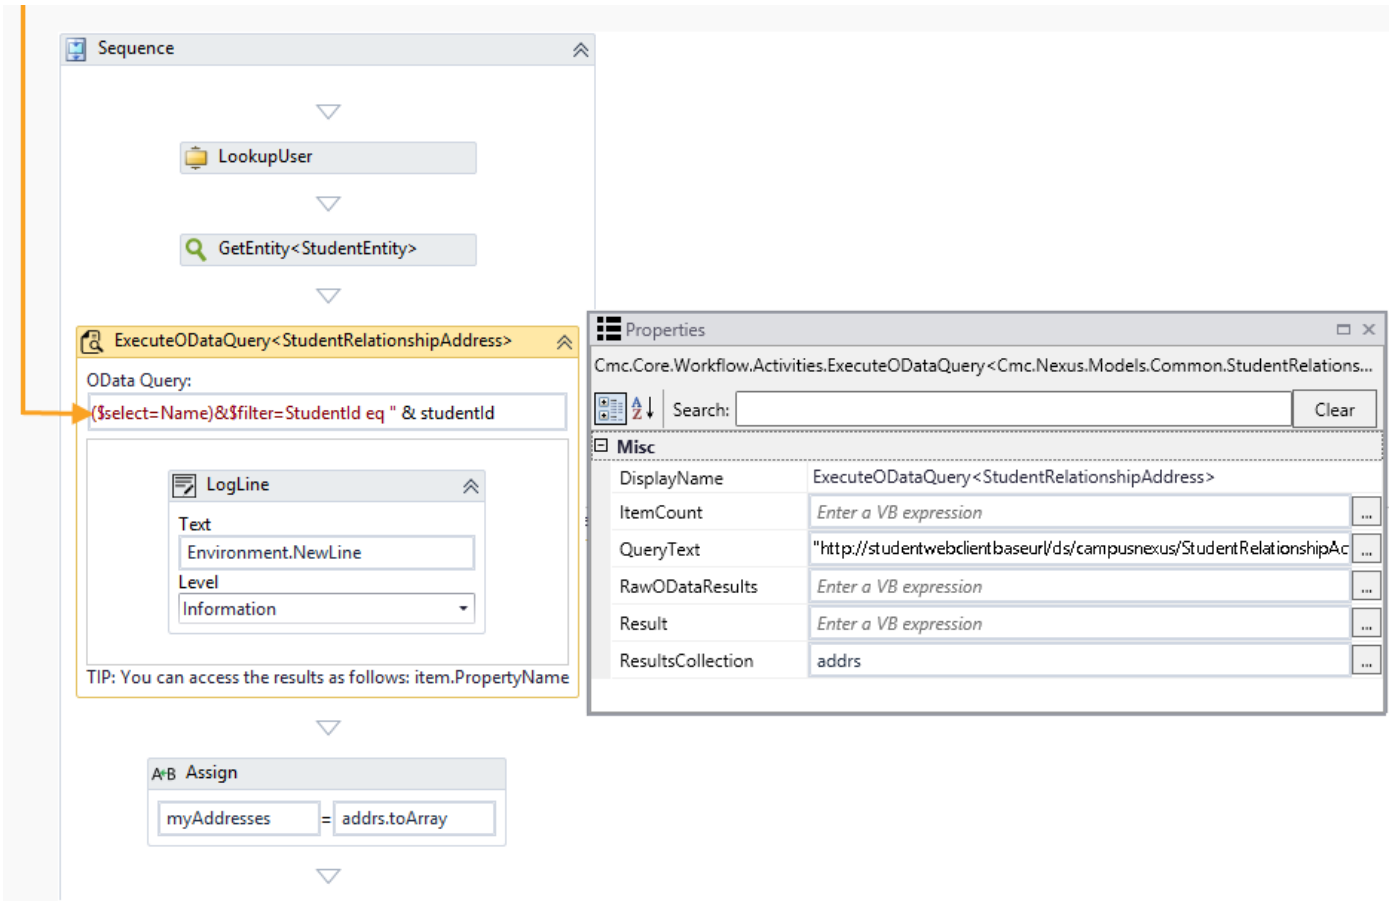 Sequence
LookupUser
GetEntity<StudentEntity>
ExecuteODataQuery<StudentRelationshipAddress>
OData Query:
($select=Name)&$filter=StudentId eq " & studentId
LogLine
Text
Environment.NewLine
Level
Information
TIP: You can access the results as follows: item.PropertyName
A+B Assign
myAddresses = addrs.toArray
Properties
Cmc.Core.Workflow.Activities.ExecuteODataQuery<Cmc.Nexus.Models.Common.StudentRelations...
Search: Clear
Misc
DisplayName ExecuteODataQuery<StudentRelationshipAddress>
ItemCount Enter a VB expression ...
QueryText "http://studentwebclientbaseurl/ds/campusnexus/StudentRelationshipAc ...
RawODataResults Enter a VB expression ...
Result Enter a VB expression ...
ResultsCollection addrs ...